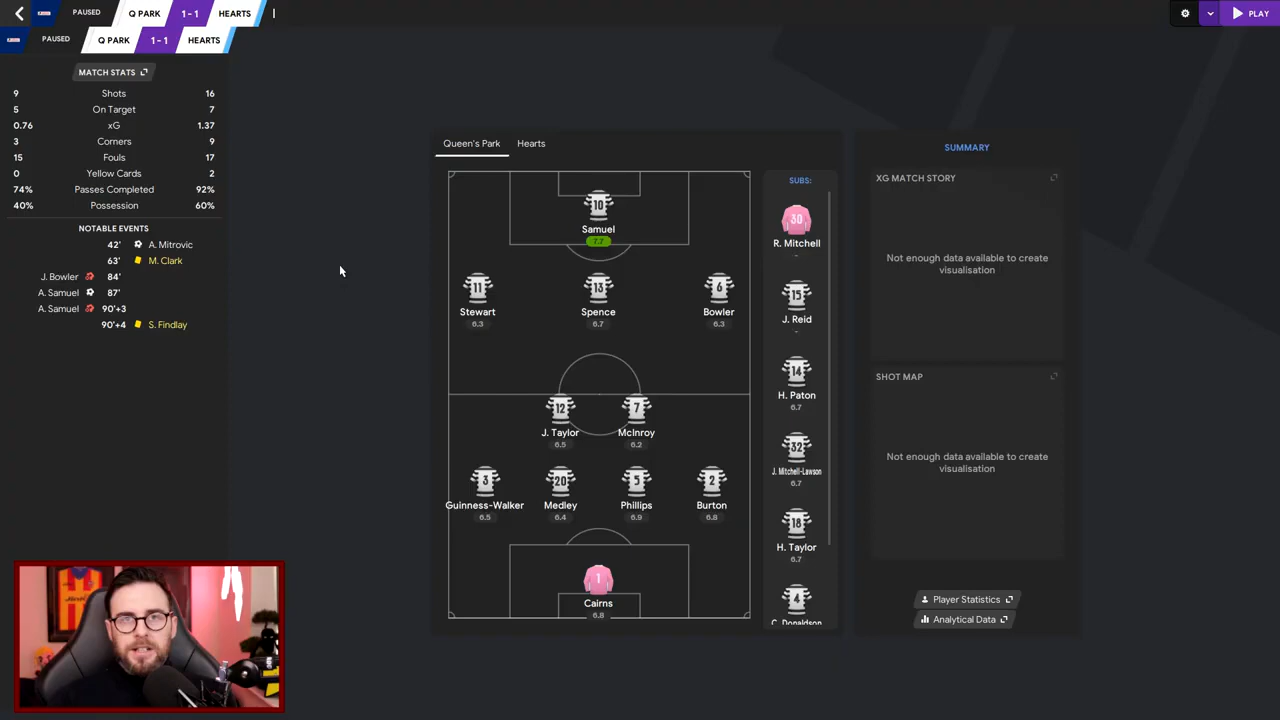 PAUSED Q PARK 1 - 1 HEARTS PLAY
PAUSED Q PARK 1 - 1 HEARTS
MATCH STATS
9 Shots 16
5 On Target 7
0.76 xG 1.37
3 Corners 9
15 Fouls 17
0 Yellow Cards 2
74% Passes Completed 92%
40% Possession 60%
NOTABLE EVENTS
42' A. Mitrovic
63' M. Clark
J. Bowler 84'
A. Samuel 87'
A. Samuel 90'+3
90'+4 S. Findlay
Queen's Park Hearts
10
Samuel
7.7
11 13 6
Stewart Spence Bowler
6.3 6.7 6.3
12 7
J. Taylor McInroy
6.5 6.2
3 20 5 2
Guinness-Walker Medley Phillips Burton
6.5 6.4 6.9 6.8
1
Cairns
6.8
SUBS:
30
R. Mitchell
-
15
J. Reid
-
14
H. Paton
6.7
32
J. Mitchell-Lawson
6.7
18
H. Taylor
6.7
4
C. Donaldson
SUMMARY
XG MATCH STORY
Not enough data available to create
visualisation
SHOT MAP
Not enough data available to create
visualisation
Player Statistics
Analytical Data